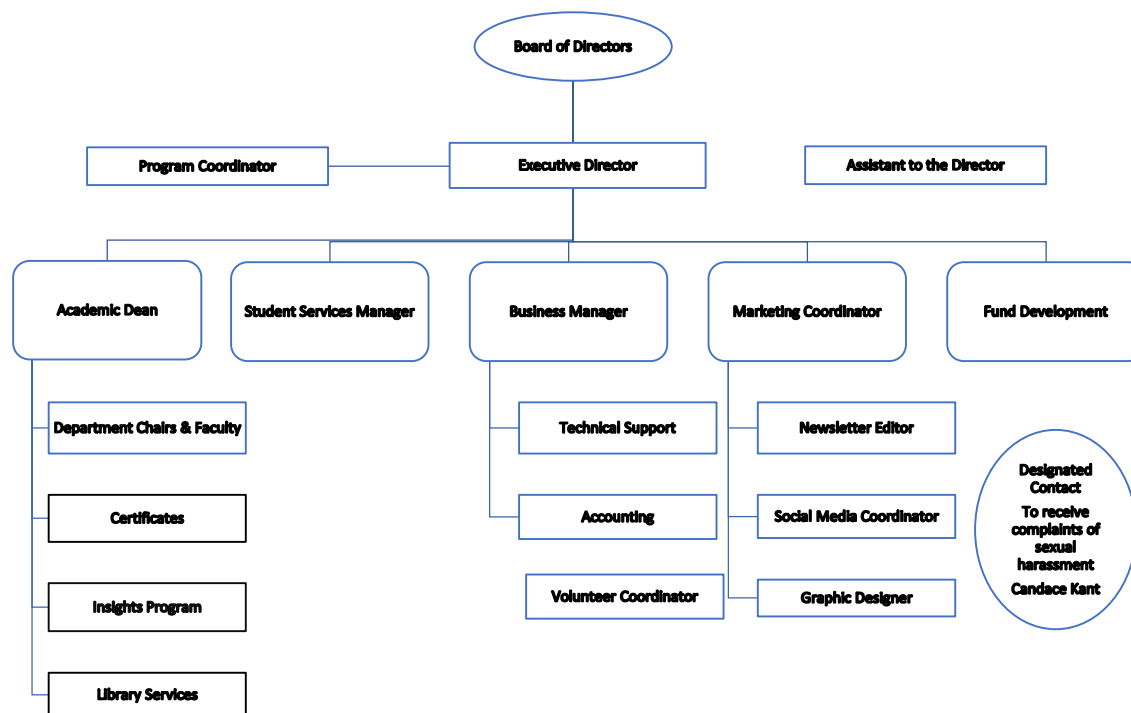 Board of Directors
Program Coordinator
Executive Director
Assistant to the Director
Academic Dean
Student Services Manager
Business Manager
Marketing Coordinator
Fund Development
Department Chairs & Faculty
Technical Support
Newsletter Editor
Designated
Contact
To receive
complaints of
sexual
harassment
Candace Kant
Certificates
Accounting
Social Media Coordinator
Insights Program
Volunteer Coordinator
Graphic Designer
Library Services